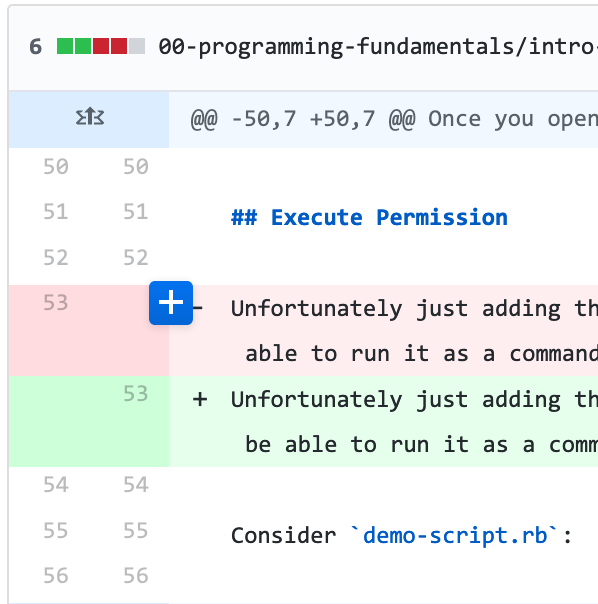 6 00-programming-fundamentals/intro-
@@ -50,7 +50,7 @@ Once you open
50 50
51 51 ## Execute Permission
52 52
53 - Unfortunately just adding th
able to run it as a command
53 + Unfortunately just adding th
be able to run it as a comm
54 54
55 55 Consider `demo-script.rb`:
56 56